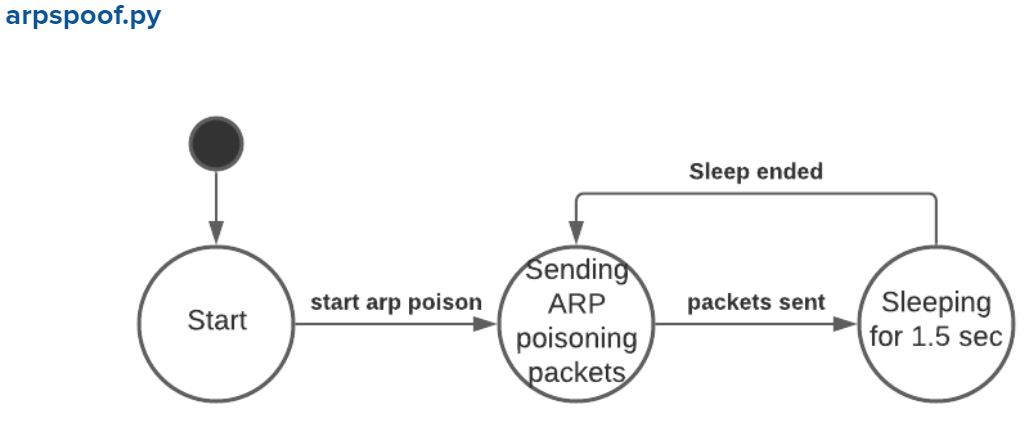 arpspoof.py
Sleep ended
Start
start arp poison
Sending
ARP
poisoning
packets
packets sent
Sleeping
for 1.5 sec